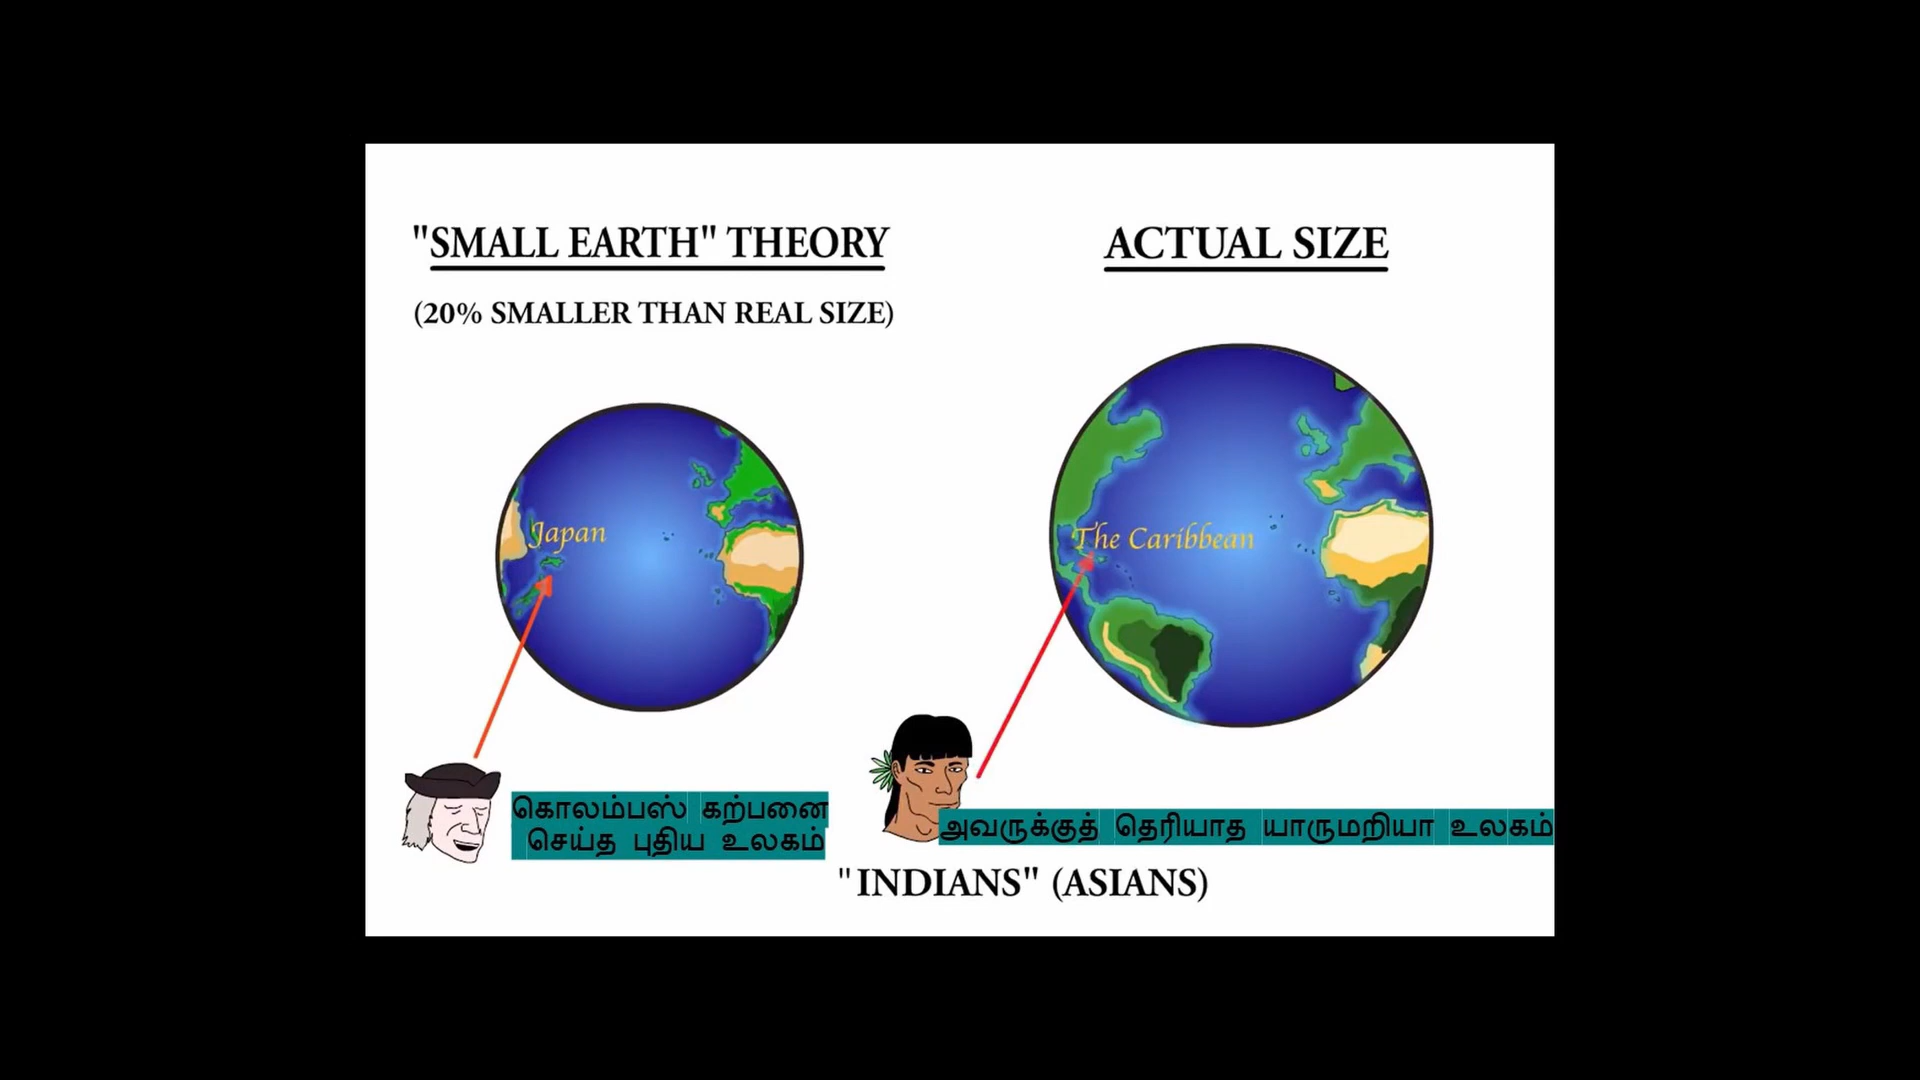 "SMALL EARTH" THEORY
(20% SMALLER THAN REAL SIZE)
Japan
கொலம்பஸ் கற்பனை
செய்த புதிய உலகம்
ACTUAL SIZE
The Caribbean
அவருக்குத் தெரியாத யாருமறியா உலகம்
"INDIANS" (ASIANS)